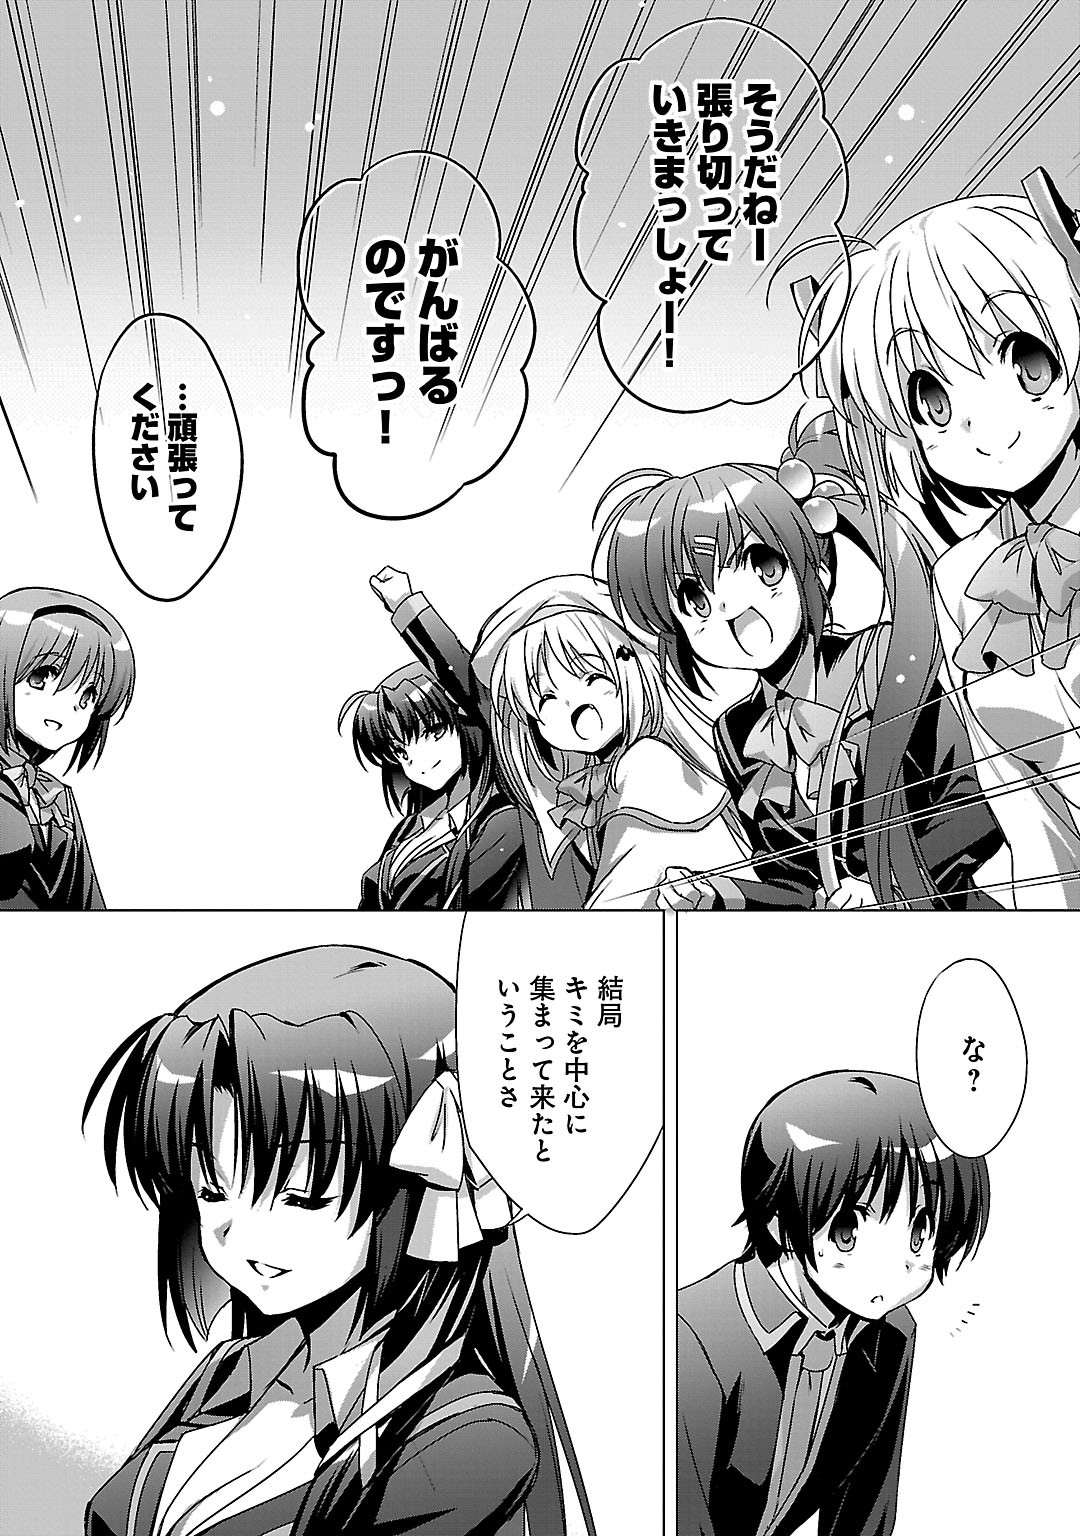 そうだねー
張り切って
いきまっしょー！
がんばる
のですっ！
…頑張って
ください
な？
結局
キミを中心に
集まって来たと
いうことさ